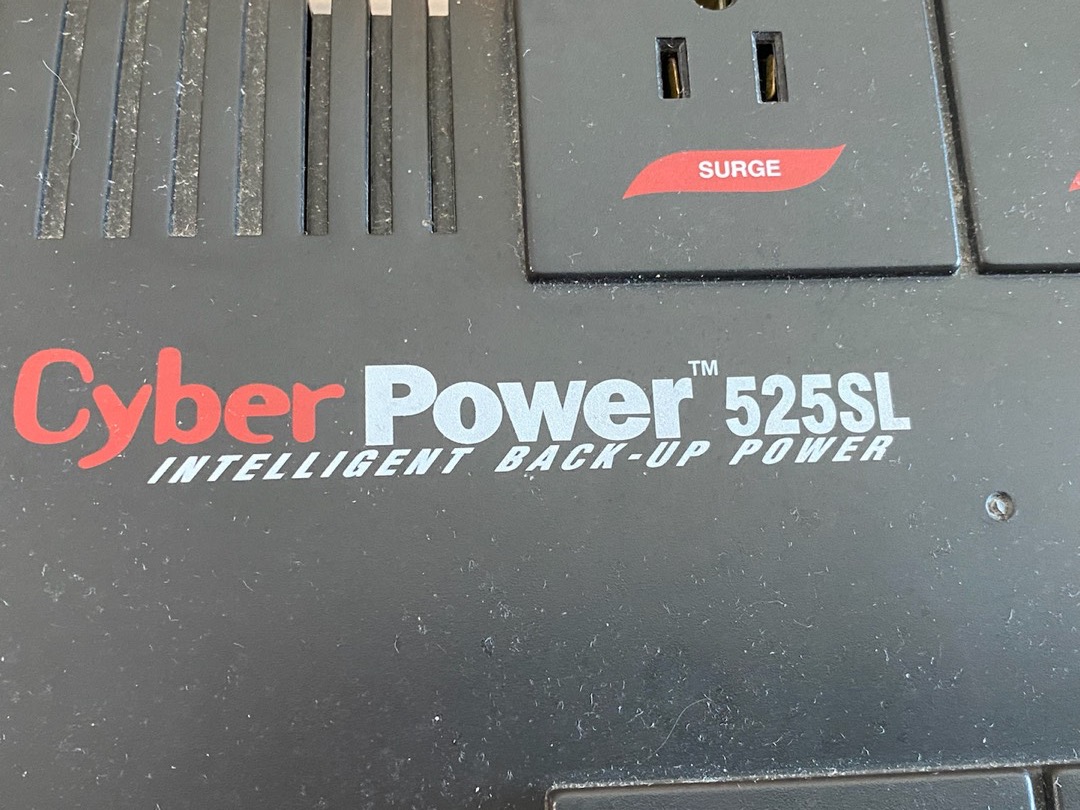 SURGE
CyberPower™ 525SL
INTELLIGENT BACK-UP POWER